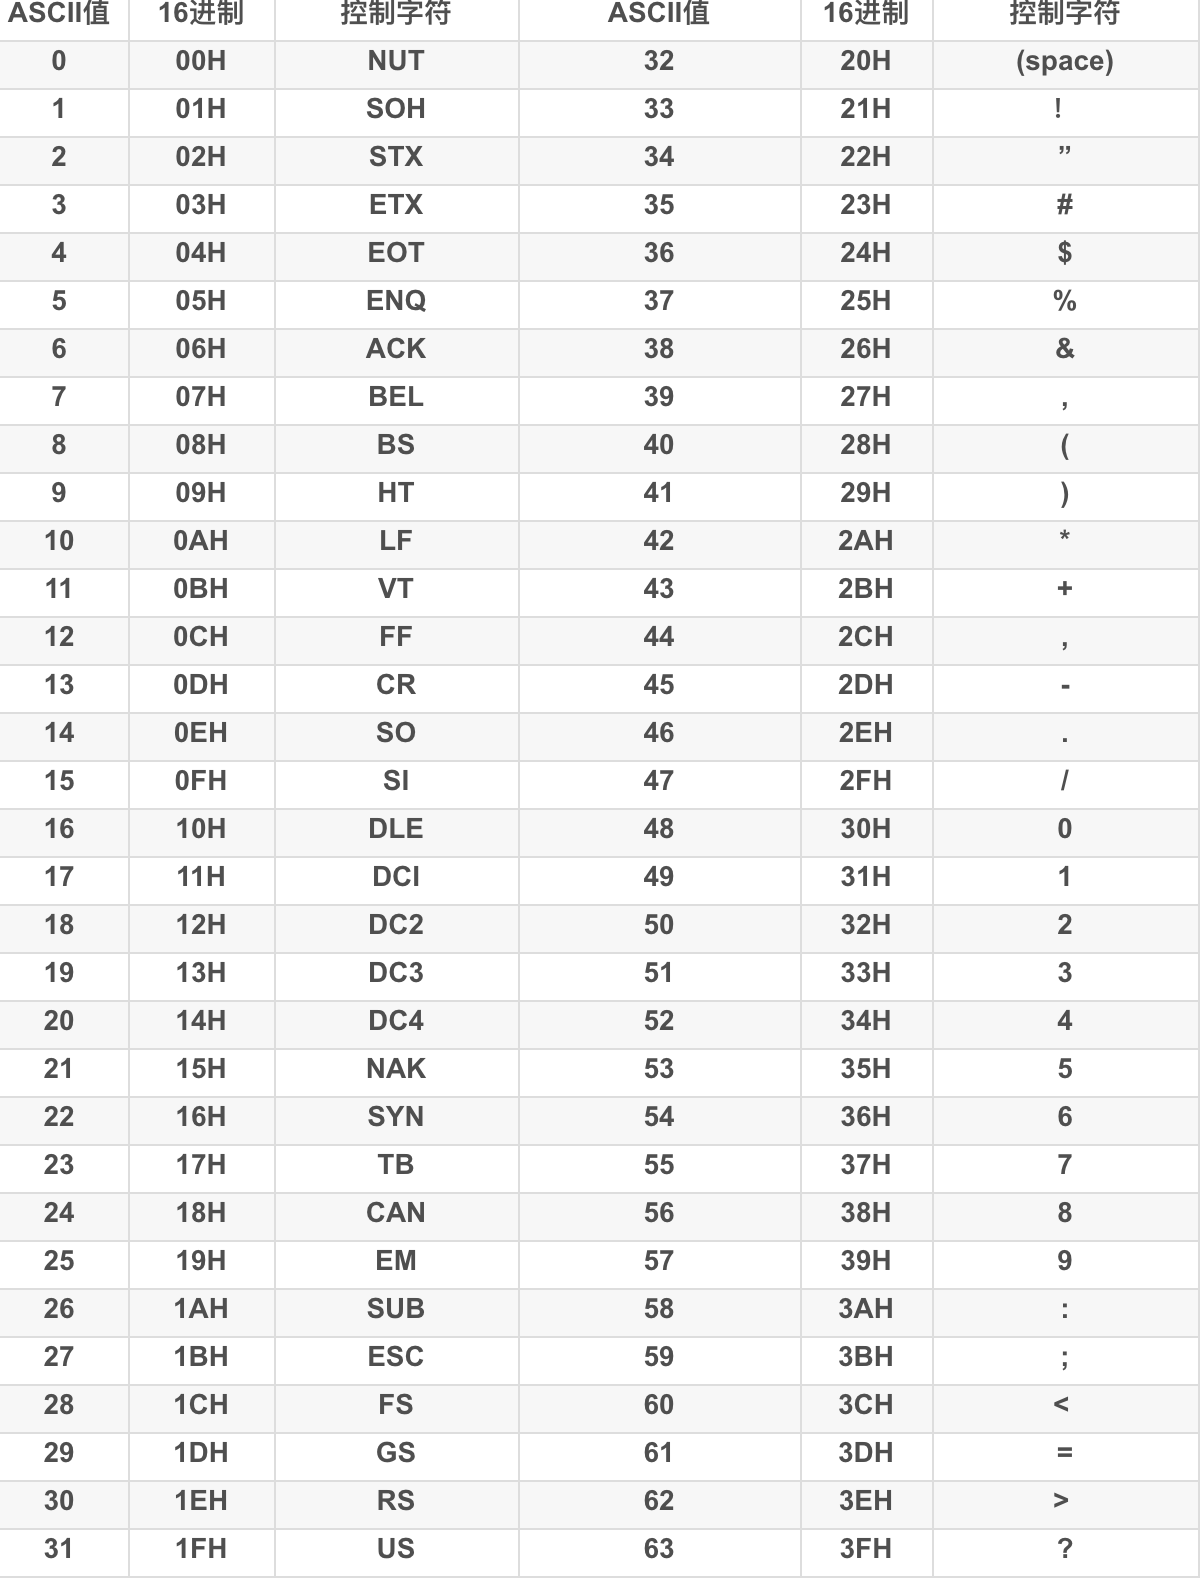 ASCII值 16进制 控制字符 ASCII值 16进制 控制字符
0 00H NUT 32 20H (space)
1 01H SOH 33 21H !
2 02H STX 34 22H ”
3 03H ETX 35 23H #
4 04H EOT 36 24H $
5 05H ENQ 37 25H %
6 06H ACK 38 26H &
7 07H BEL 39 27H ,
8 08H BS 40 28H (
9 09H HT 41 29H )
10 0AH LF 42 2AH *
11 0BH VT 43 2BH +
12 0CH FF 44 2CH ,
13 0DH CR 45 2DH -
14 0EH SO 46 2EH .
15 0FH SI 47 2FH /
16 10H DLE 48 30H 0
17 11H DCI 49 31H 1
18 12H DC2 50 32H 2
19 13H DC3 51 33H 3
20 14H DC4 52 34H 4
21 15H NAK 53 35H 5
22 16H SYN 54 36H 6
23 17H TB 55 37H 7
24 18H CAN 56 38H 8
25 19H EM 57 39H 9
26 1AH SUB 58 3AH :
27 1BH ESC 59 3BH ;
28 1CH FS 60 3CH <
29 1DH GS 61 3DH =
30 1EH RS 62 3EH >
31 1FH US 63 3FH ?